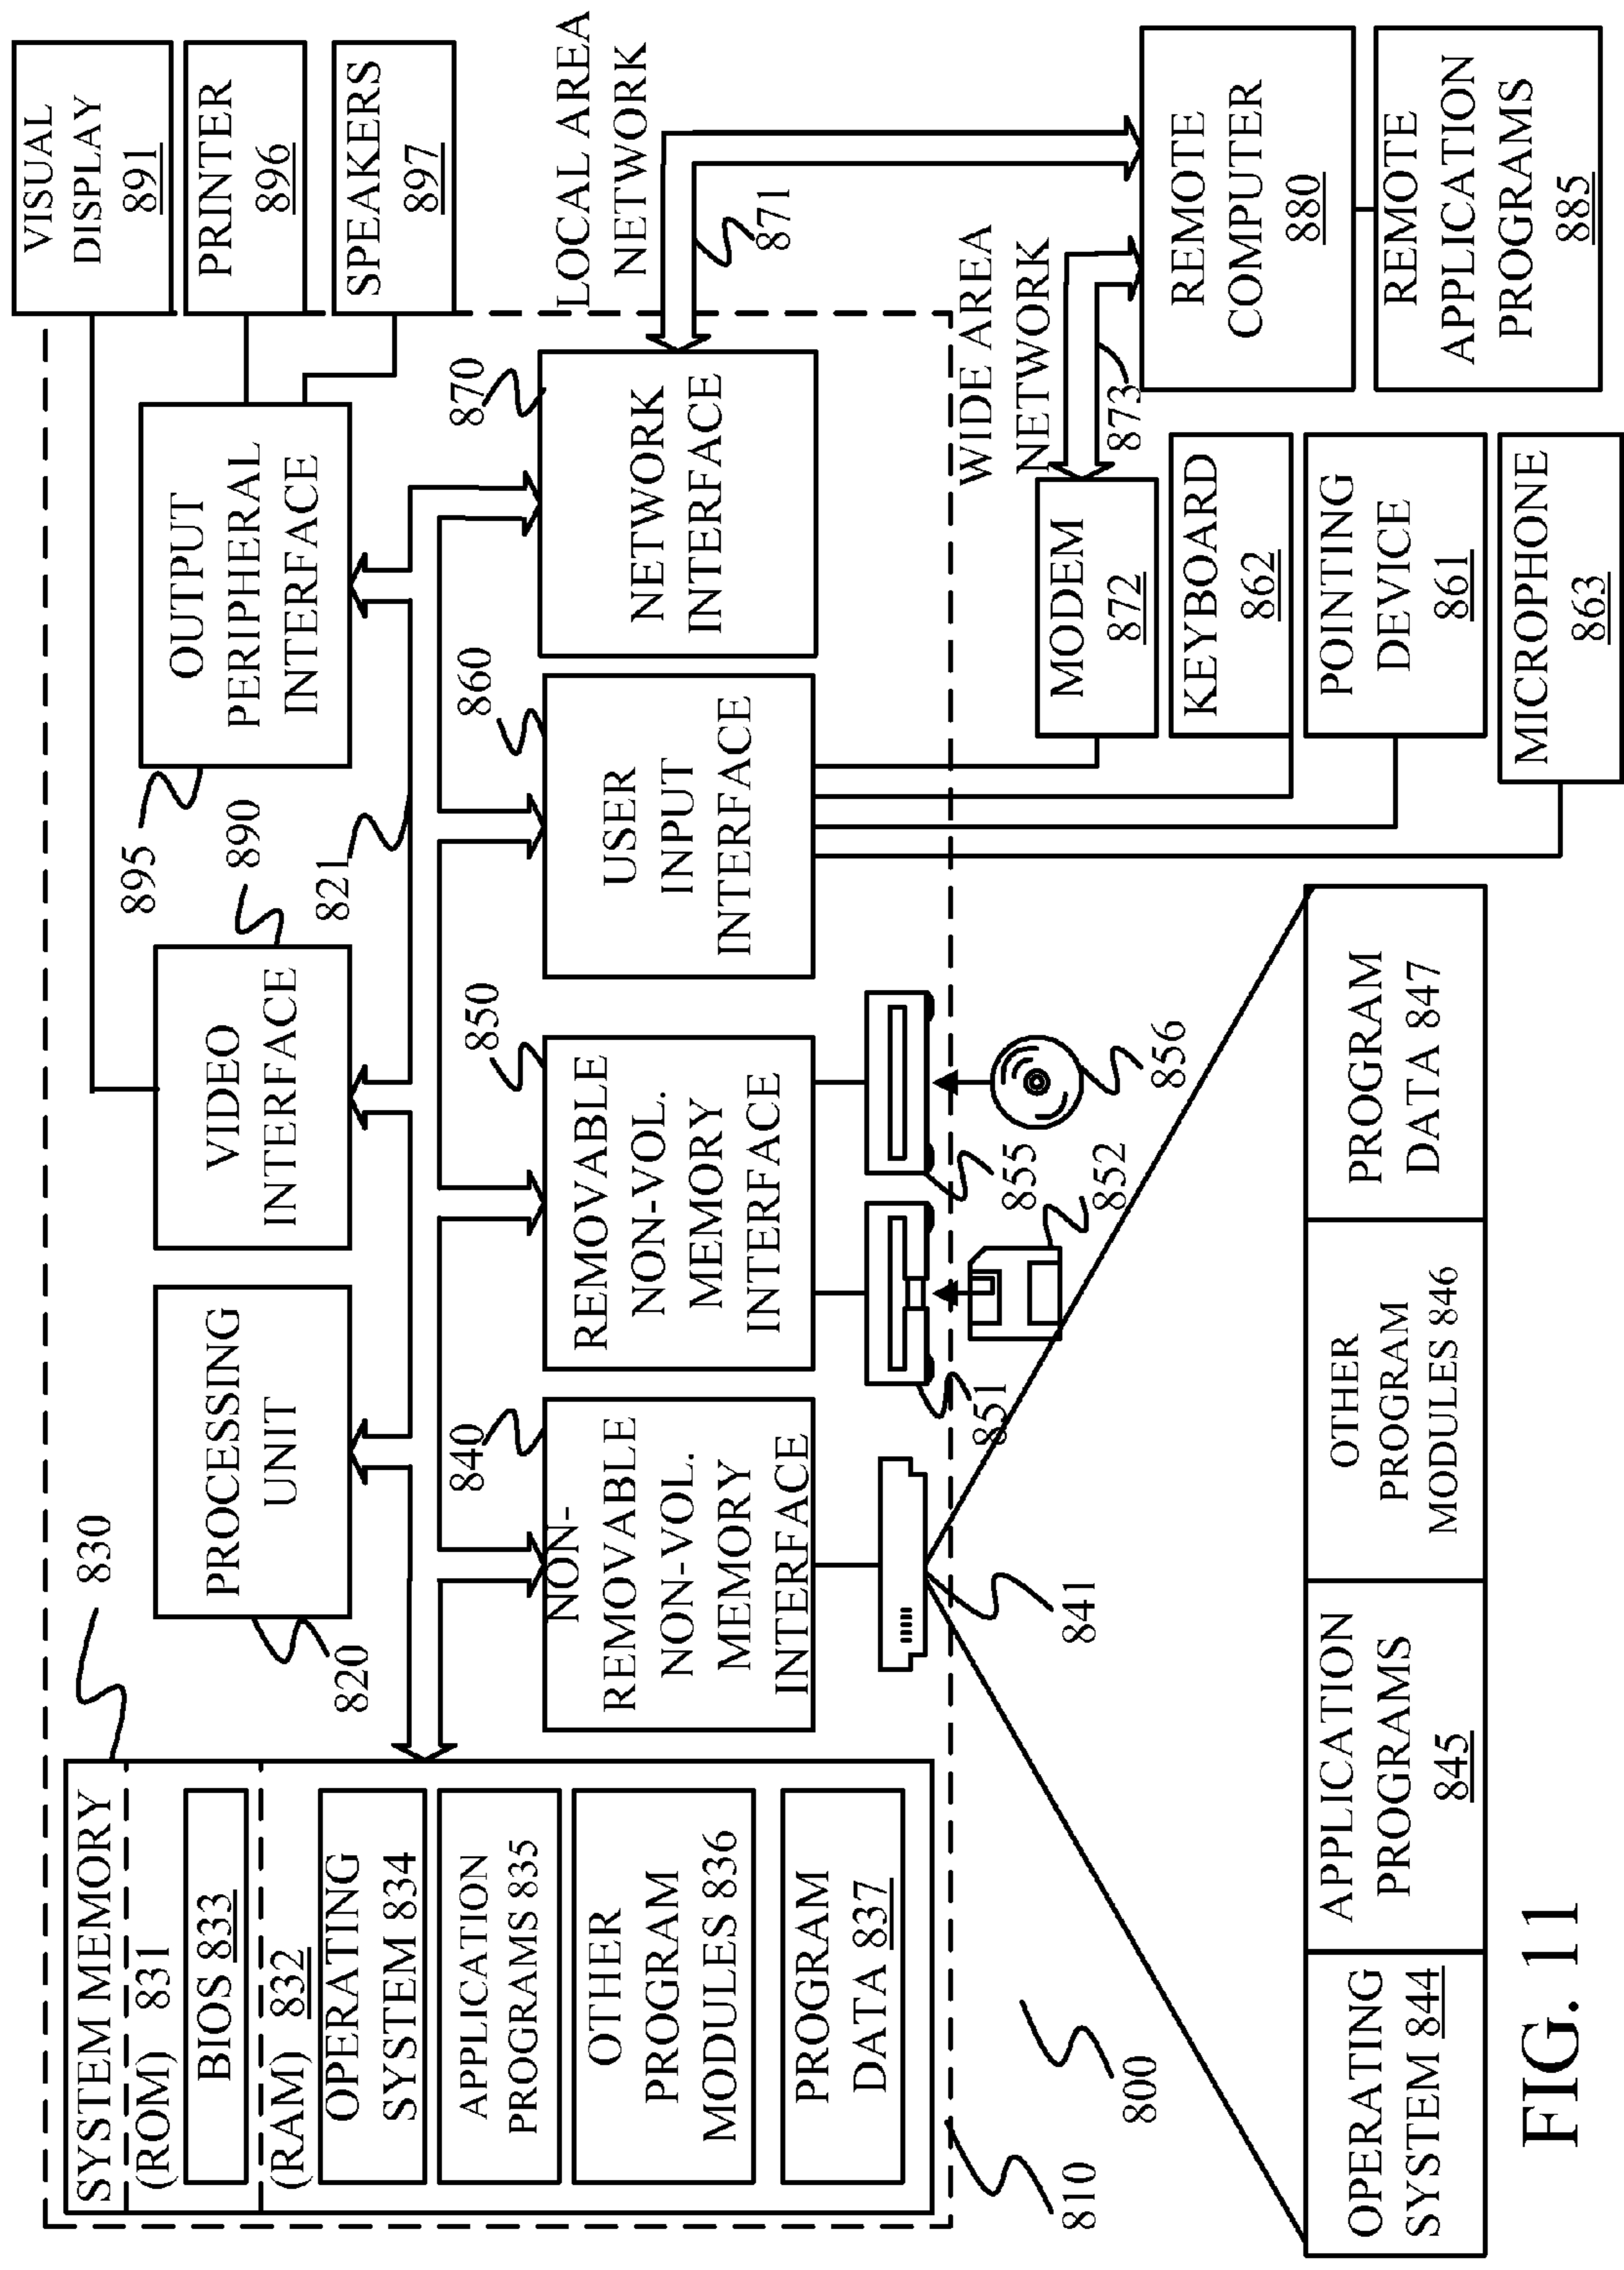 SYSTEM MEMORY
(ROM) 831
BIOS 833
(RAM) 832
OPERATING
SYSTEM 834
APPLICATION
PROGRAMS 835
OTHER
PROGRAM
MODULES 836
PROGRAM
DATA 837
830
820
PROCESSING
UNIT
VIDEO
INTERFACE
890
895
OUTPUT
PERIPHERAL
INTERFACE
821
VISUAL
DISPLAY
891
PRINTER
896
SPEAKERS
897
840
NON-
REMOVABLE
NON-VOL.
MEMORY
INTERFACE
850
REMOVABLE
NON-VOL.
MEMORY
INTERFACE
860
USER
INPUT
INTERFACE
870
NETWORK
INTERFACE
LOCAL AREA
NETWORK
871
WIDE AREA
NETWORK
873
841
851
855
852
856
MODEM
872
KEYBOARD
862
POINTING
DEVICE
861
MICROPHONE
863
REMOTE
COMPUTER
880
REMOTE
APPLICATION
PROGRAMS
885
810
800
OPERATING
SYSTEM 844
APPLICATION
PROGRAMS
845
OTHER
PROGRAM
MODULES 846
PROGRAM
DATA 847
FIG. 11